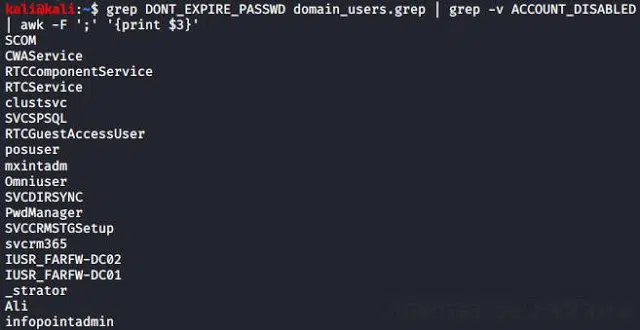 kali@kali:~$ grep DONT_EXPIRE_PASSWD domain_users.grep | grep -v ACCOUNT_DISABLED
| awk -F ';' '{print $3}'
SCOM
CWAService
RTCComponentService
RTCService
clustsvc
SVCSPSQL
RTCGuestAccessUser
posuser
mxintadm
Omniuser
SVCDIRSYNC
PwdManager
SVCCRMSTGSetup
svcrm365
IUSR_FARFW-DC02
IUSR_FARFW-DC01
_strator
Ali
infopointadmin